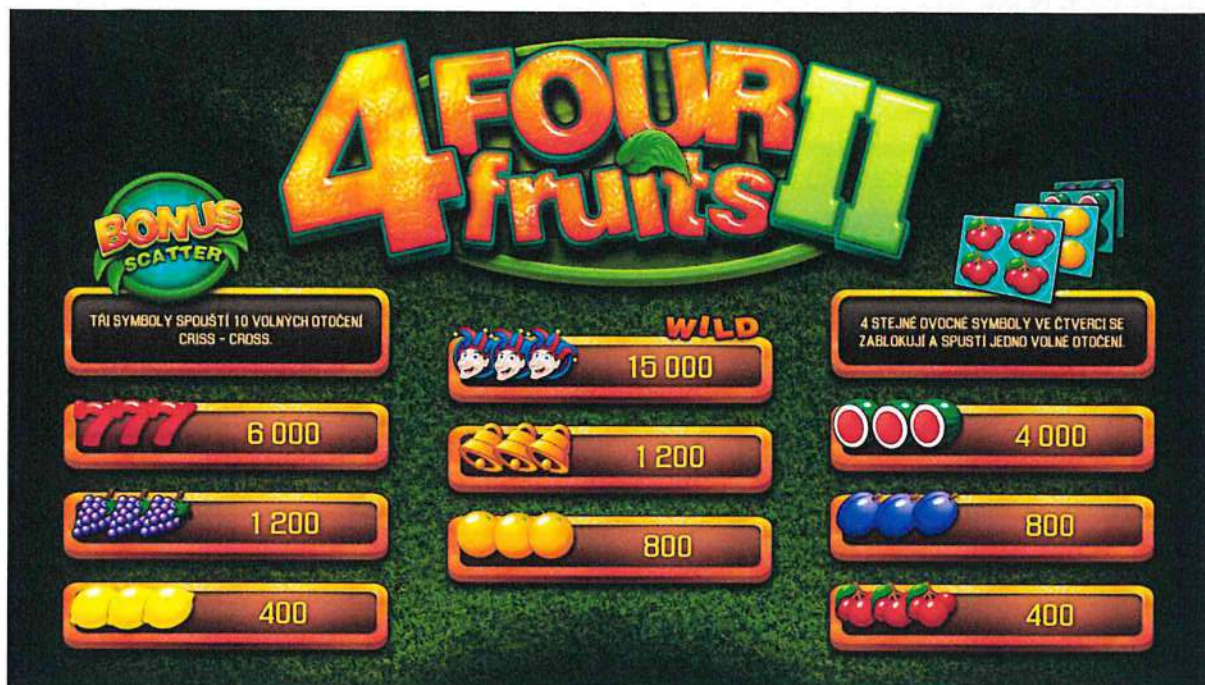 4 FOUR
fruits II
BONUS
SCATTER
TŘI SYMBOLY SPOUŠTÍ 10 VOLNÝCH OTOČENÍ
CRISS - CROSS.
4 STEJNÉ OVOCNÉ SYMBOLY VE ČTVERCI SE
ZABLOKUJÍ A SPUSTÍ JEDNO VOLNÉ OTOČENÍ.
WILD
15 000
777
6 000
1 200
4 000
1 200
800
800
400
400